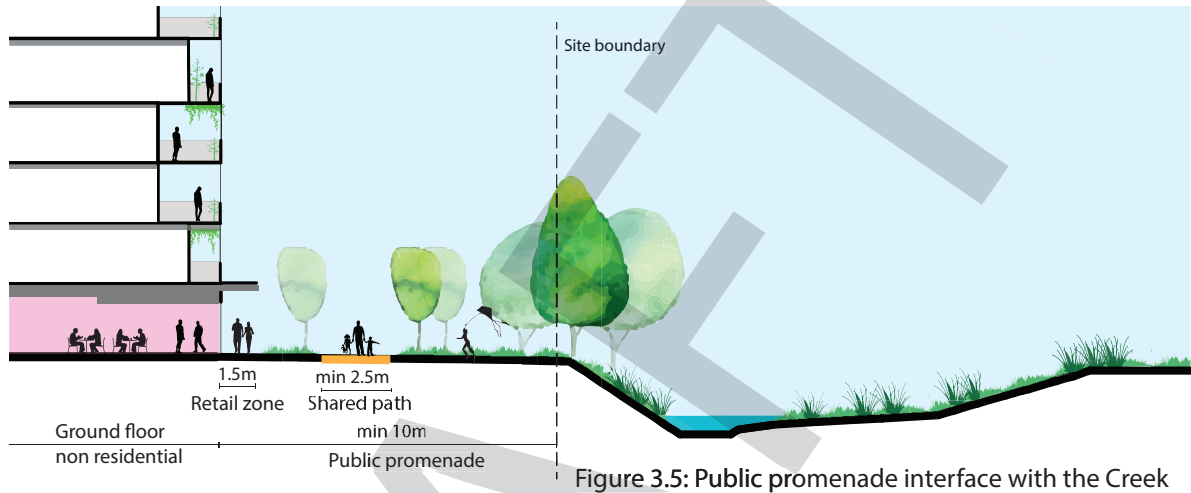 Site boundary
1.5m
Retail zone
min 2.5m
Shared path
min 10m
Public promenade
Ground floor
non residential
Figure 3.5: Public promenade interface with the Creek